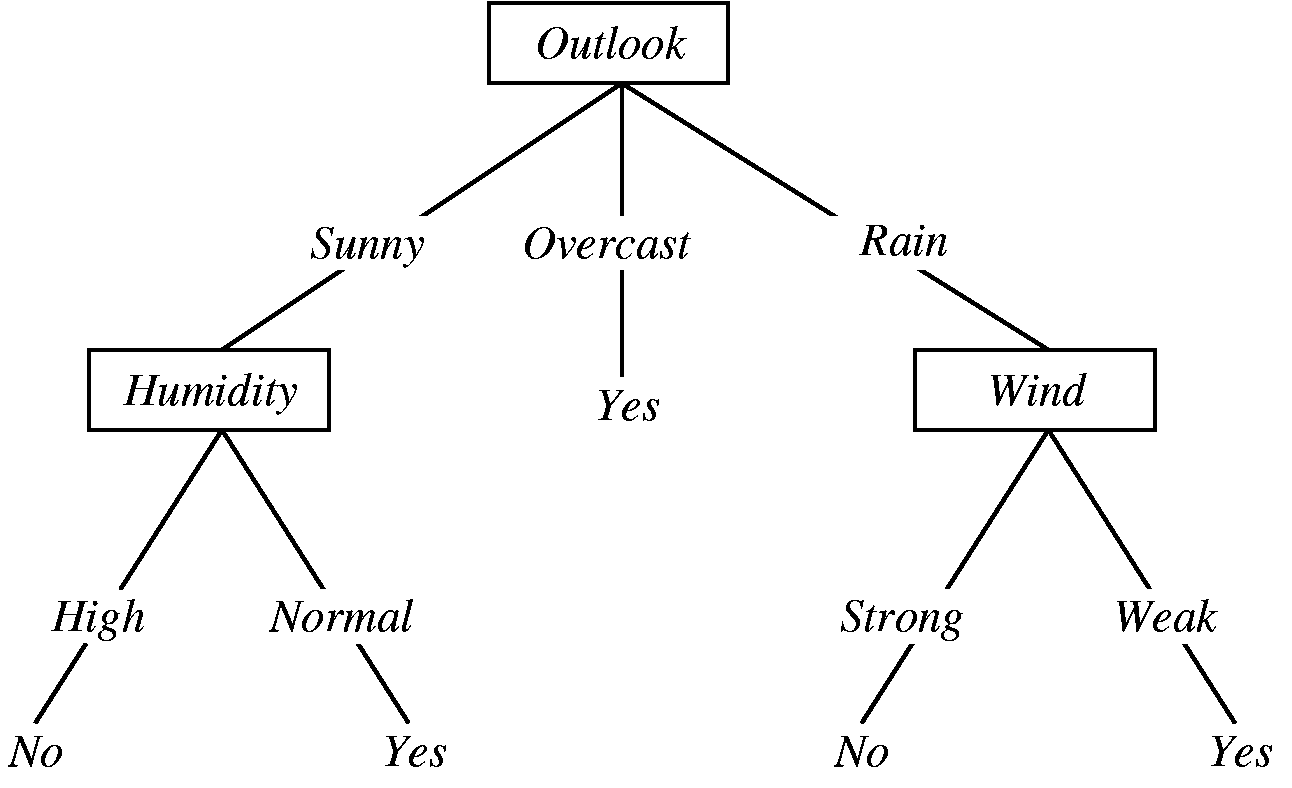 Outlook
Sunny Overcast Rain
Humidity Yes Wind
High Normal Strong Weak
No Yes No Yes